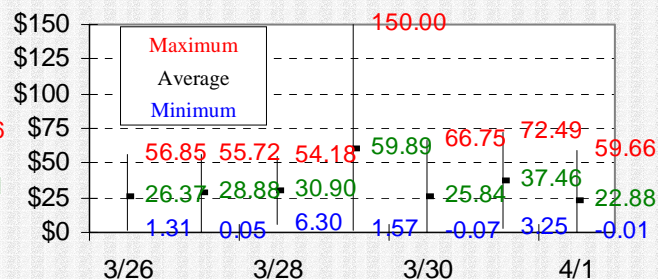 $150
150.00
$125
Maximum
Average
Minimum
$100
$75
56.85 55.72 54.18 59.89 66.75 72.49 59.66
$50
26.37 28.88 30.90 25.84 37.46 22.88
$25
1.31 0.05 6.30 1.57 -0.07 3.25 -0.01
$0
3/26 3/28 3/30 4/1